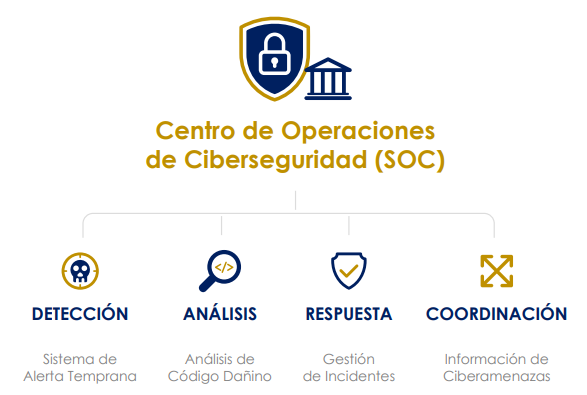 Centro de Operaciones
de Ciberseguridad (SOC)
DETECCIÓN
Sistema de
Alerta Temprana
ANÁLISIS
</>
Análisis de
Código Dañino
RESPUESTA
Gestión
de Incidentes
COORDINACIÓN
Información de
Ciberamenazas